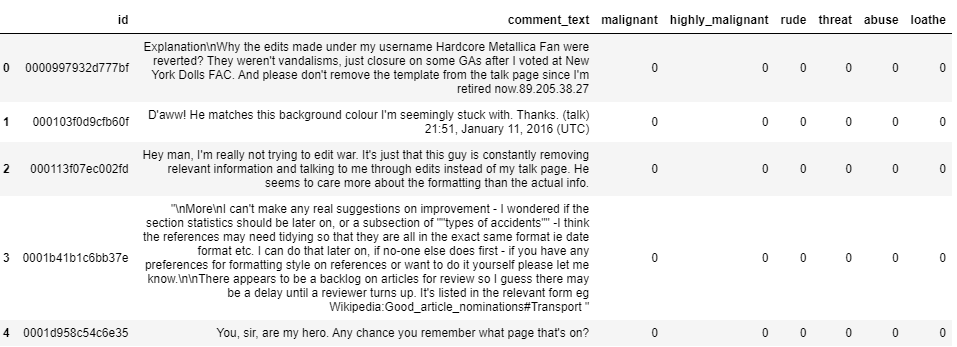 id comment_text malignant highly_malignant rude threat abuse loathe
Explanation\nWhy the edits made under my username Hardcore Metallica Fan were
reverted? They weren't vandalisms, just closure on some GAs after I voted at New
0 0000997932d777bf York Dolls FAC. And please don't remove the template from the talk page since I'm 0 0 0 0 0 0
retired now.89.205.38.27
D'aww! He matches this background colour I'm seemingly stuck with. Thanks. (talk)
1 000103f0d9cfb60f 21:51, January 11, 2016 (UTC) 0 0 0 0 0 0
Hey man, I'm really not trying to edit war. It's just that this guy is constantly removing
2 000113f07ec002fd relevant information and talking to me through edits instead of my talk page. He 0 0 0 0 0 0
seems to care more about the formatting than the actual info.
"\nMore\nI can't make any real suggestions on improvement - I wondered if the
section statistics should be later on, or a subsection of ""types of accidents"" -I think
the references may need tidying so that they are all in the exact same format ie date
format etc. I can do that later on, if no-one else does first - if you have any
3 0001b41b1c6bb37e preferences for formatting style on references or want to do it yourself please let me 0 0 0 0 0 0
know.\n\nThere appears to be a backlog on articles for review so I guess there may
be a delay until a reviewer turns up. It's listed in the relevant form eg
Wikipedia:Good_article_nominations#Transport "
4 0001d958c54c6e35 You, sir, are my hero. Any chance you remember what page that's on? 0 0 0 0 0 0